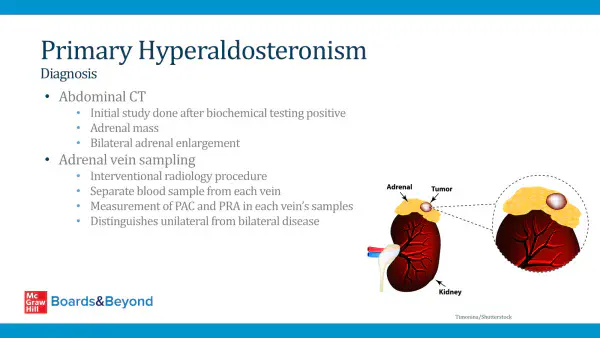 Primary Hyperaldosteronism
Diagnosis
• Abdominal CT
• Initial study done after biochemical testing positive
• Adrenal mass
• Bilateral adrenal enlargement
• Adrenal vein sampling
• Interventional radiology procedure
• Separate blood sample from each vein
• Measurement of PAC and PRA in each vein's samples
• Distinguishes unilateral from bilateral disease
Adrenal
Tumor
Kidney
Mc
Graw
Hill
Boards&Beyond
Timonina/Shutterstock